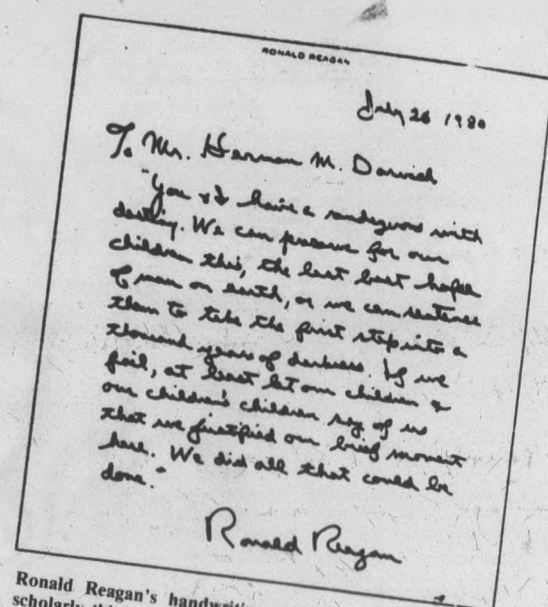 RONALD REAGAN
July 26 1980
To Mr. Herman M. Darvick
"You & I have a rendezvous with
destiny. We can preserve for our
children this, the last best hope
of man on earth, or we can sentence
them to take the first step into a
thousand years of darkness. If we
fail, at least let our children &
our children's children say of us
that we justified our brief moment
here. We did all that could be
done."
Ronald Reagan
Ronald Reagan's
scholarly